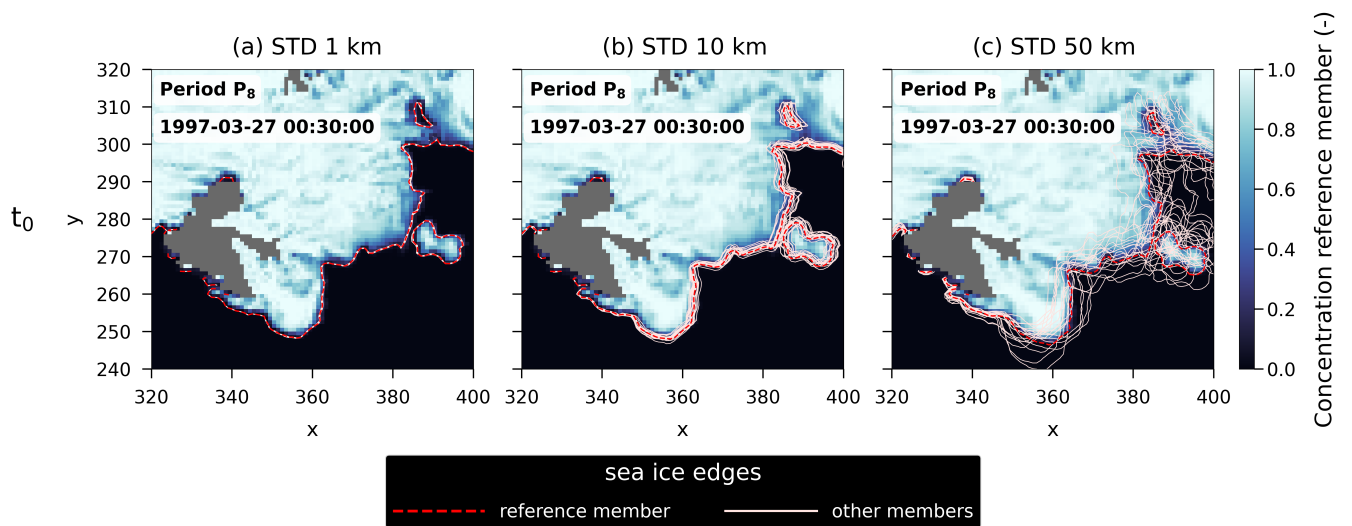 (a) STD 1 km
(b) STD 10 km
(c) STD 50 km
Period P₈
1997-03-27 00:30:00
Period P₈
1997-03-27 00:30:00
Period P₈
1997-03-27 00:30:00
t₀
y
320
310
300
290
280
270
260
250
240
320 340 360 380 400
320 340 360 380 400
320 340 360 380 400
x
x
x
1.0
0.8
0.6
0.4
0.2
0.0
Concentration reference member (-)
sea ice edges
reference member
other members